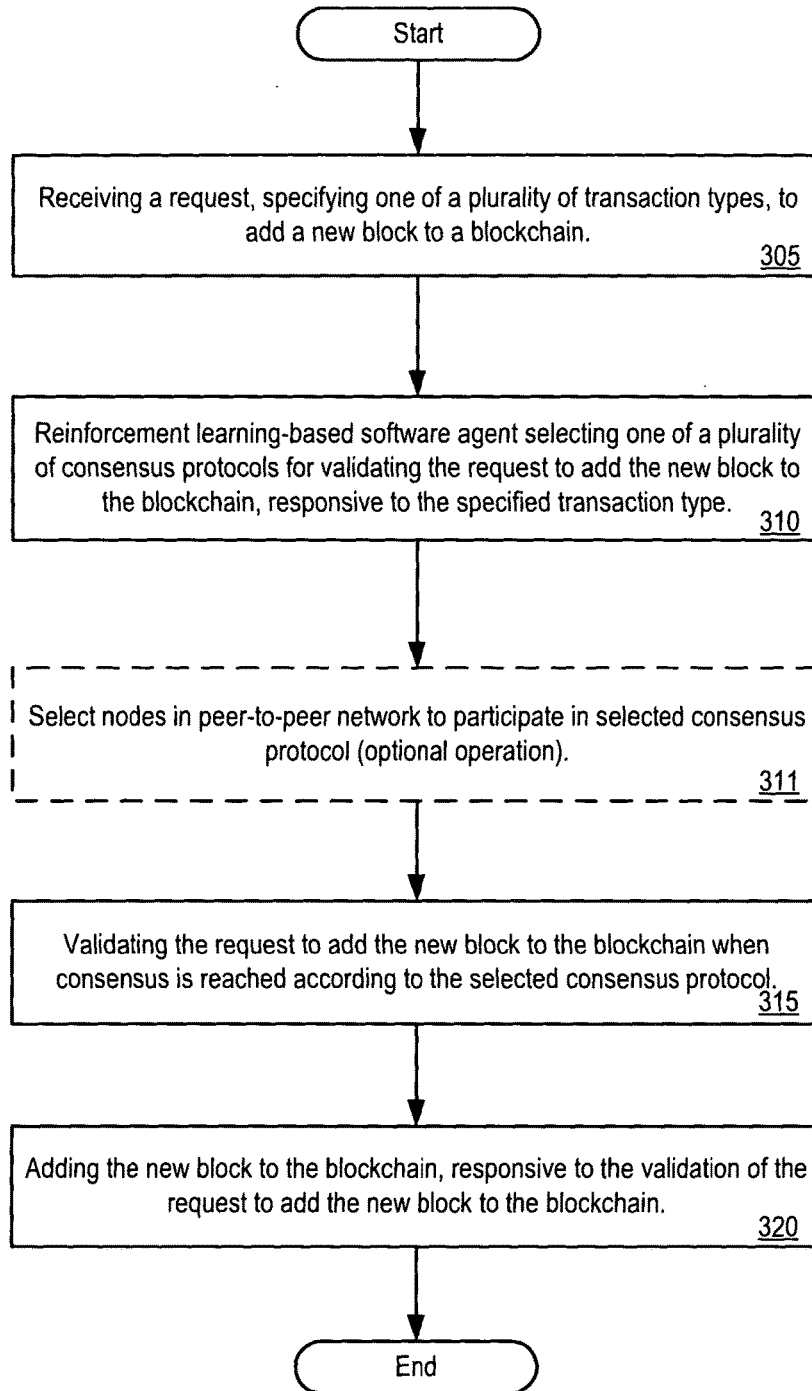 Start
Receiving a request, specifying one of a plurality of transaction types, to
add a new block to a blockchain.
305
Reinforcement learning-based software agent selecting one of a plurality
of consensus protocols for validating the request to add the new block to
the blockchain, responsive to the specified transaction type.
310
Select nodes in peer-to-peer network to participate in selected consensus
protocol (optional operation).
311
Validating the request to add the new block to the blockchain when
consensus is reached according to the selected consensus protocol.
315
Adding the new block to the blockchain, responsive to the validation of the
request to add the new block to the blockchain.
320
End